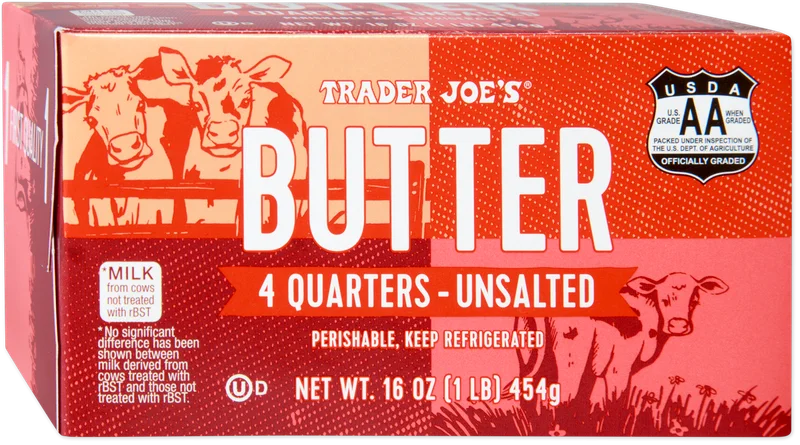 TRADER JOE'S®
BUTTER
4 QUARTERS - UNSALTED
PERISHABLE, KEEP REFRIGERATED
NET WT. 16 OZ (1 LB) 454g
USDA
U.S. GRADE AA WHEN GRADED
PACKED UNDER INSPECTION OF
THE U.S. DEPT. OF AGRICULTURE
OFFICIALLY GRADED
*MILK
from cows
not treated
with rBST
*No significant
difference has been
shown between
milk derived from
cows treated with
rBST and those not
treated with rBST.
U D